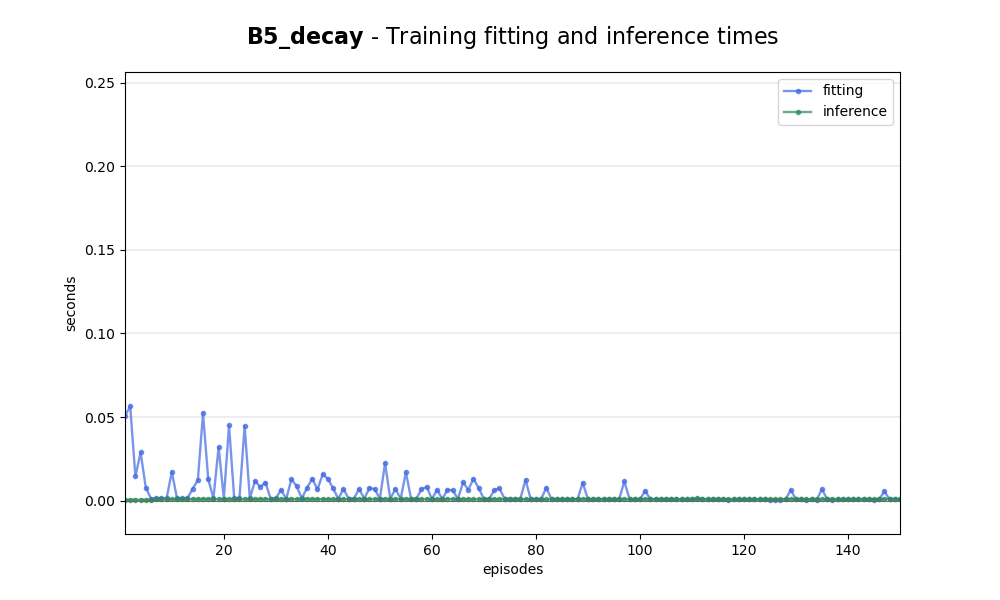 B5_decay - Training fitting and inference times
fitting
inference
0.25
0.20
0.15
0.10
0.05
0.00
seconds
20 40 60 80 100 120 140
episodes